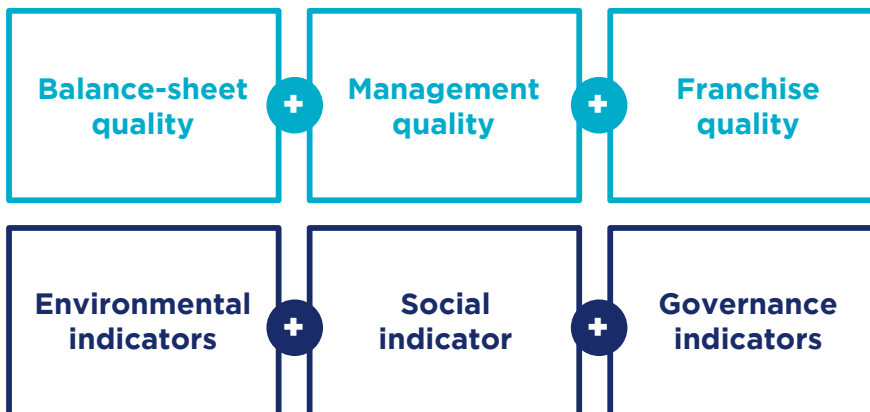 Balance-sheet
quality
+
Management
quality
+
Franchise
quality
Environmental
indicators
+
Social
indicator
+
Governance
indicators